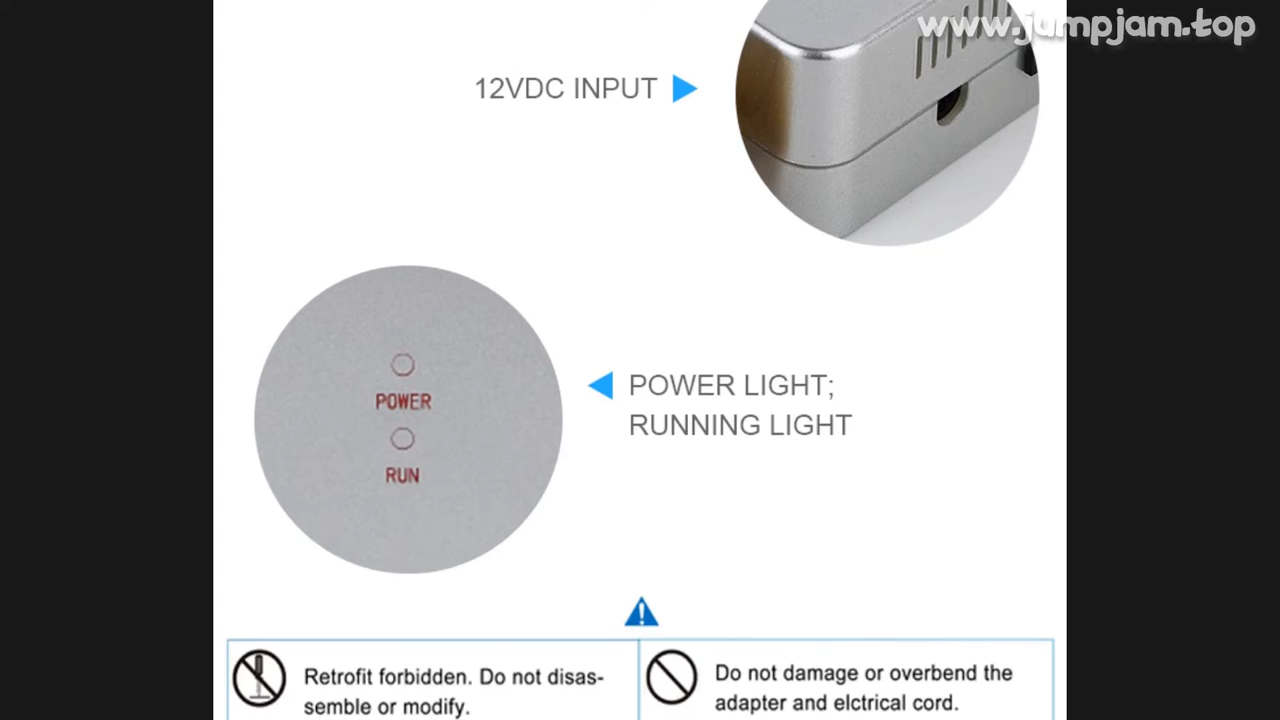 www.jumpjam.top
12VDC INPUT
POWER
RUN
POWER LIGHT;
RUNNING LIGHT
Retrofit forbidden. Do not disas-
semble or modify.
Do not damage or overbend the
adapter and elctrical cord.